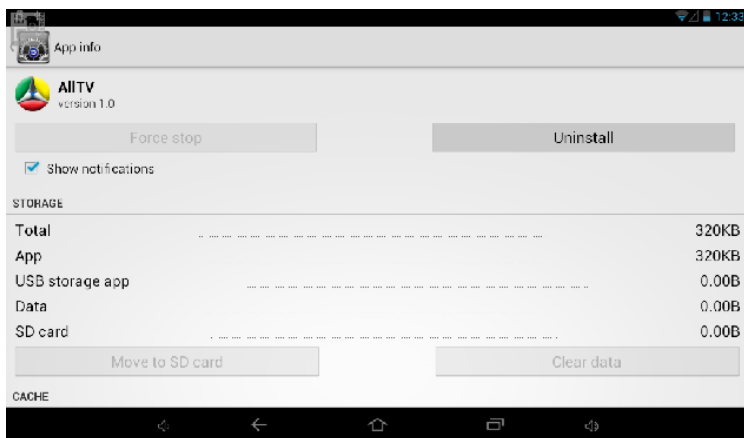 12:33
App info
AllTV
version 1.0
Force stop
Uninstall
Show notifications
STORAGE
Total 320KB
App 320KB
USB storage app 0.00B
Data 0.00B
SD card 0.00B
Move to SD card
Clear data
CACHE